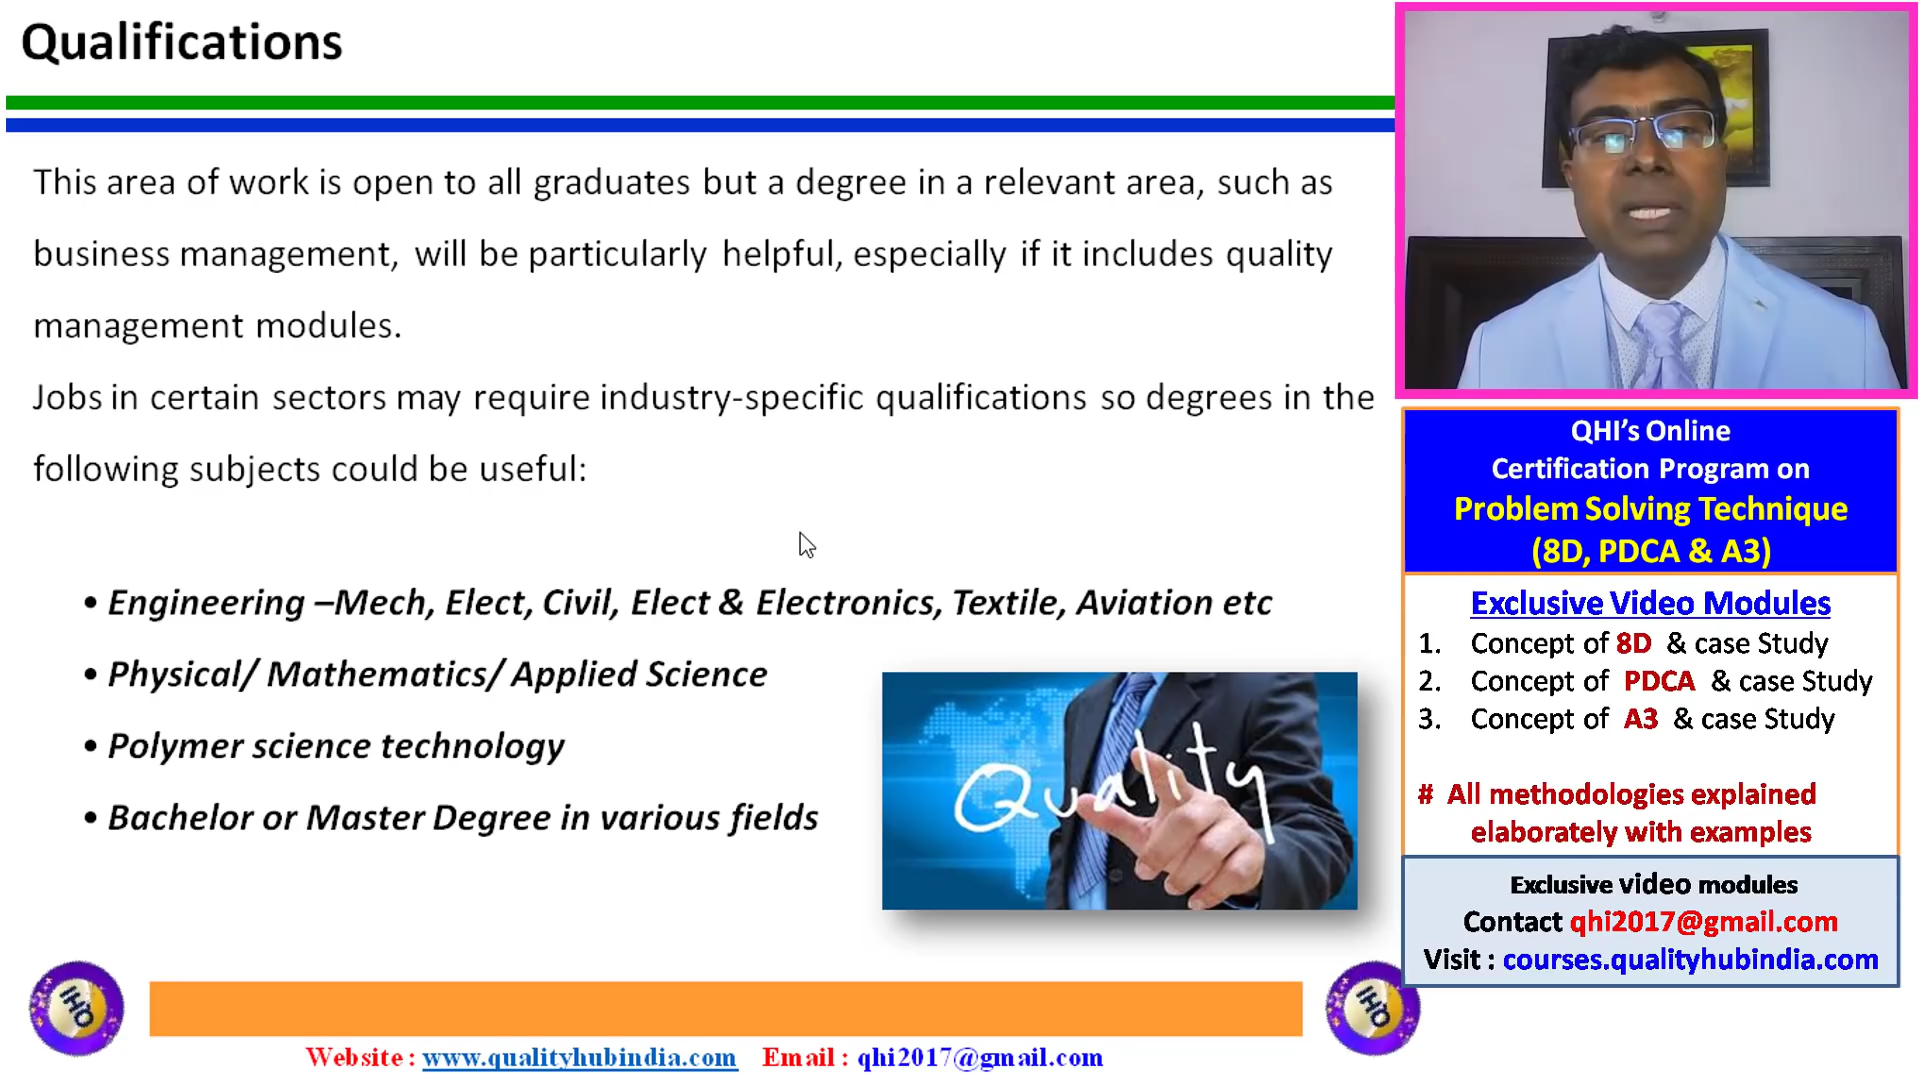 Qualifications
This area of work is open to all graduates but a degree in a relevant area, such as
business management, will be particularly helpful, especially if it includes quality
management modules.
Jobs in certain sectors may require industry-specific qualifications so degrees in the
following subjects could be useful:
• Engineering –Mech, Elect, Civil, Elect & Electronics, Textile, Aviation etc
• Physical/ Mathematics/ Applied Science
• Polymer science technology
• Bachelor or Master Degree in various fields
Quality
QHI
QHI
Website : www.qualityhubindia.com Email : qhi2017@gmail.com
QHI’s Online
Certification Program on
Problem Solving Technique
(8D, PDCA & A3)
Exclusive Video Modules
1. Concept of 8D & case Study
2. Concept of PDCA & case Study
3. Concept of A3 & case Study
# All methodologies explained
elaborately with examples
Exclusive video modules
Contact qhi2017@gmail.com
Visit : courses.qualityhubindia.com